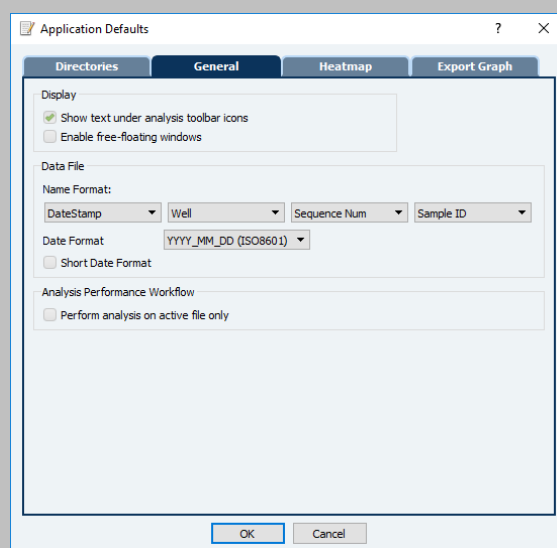 Application Defaults ?
Directories General Heatmap Export Graph
Display
Show text under analysis toolbar icons
Enable free-floating windows
Data File
Name Format:
DateStamp Well Sequence Num Sample ID
Date Format YYYY_MM_DD (ISO8601)
Short Date Format
Analysis Performance Workflow
Perform analysis on active file only
OK Cancel